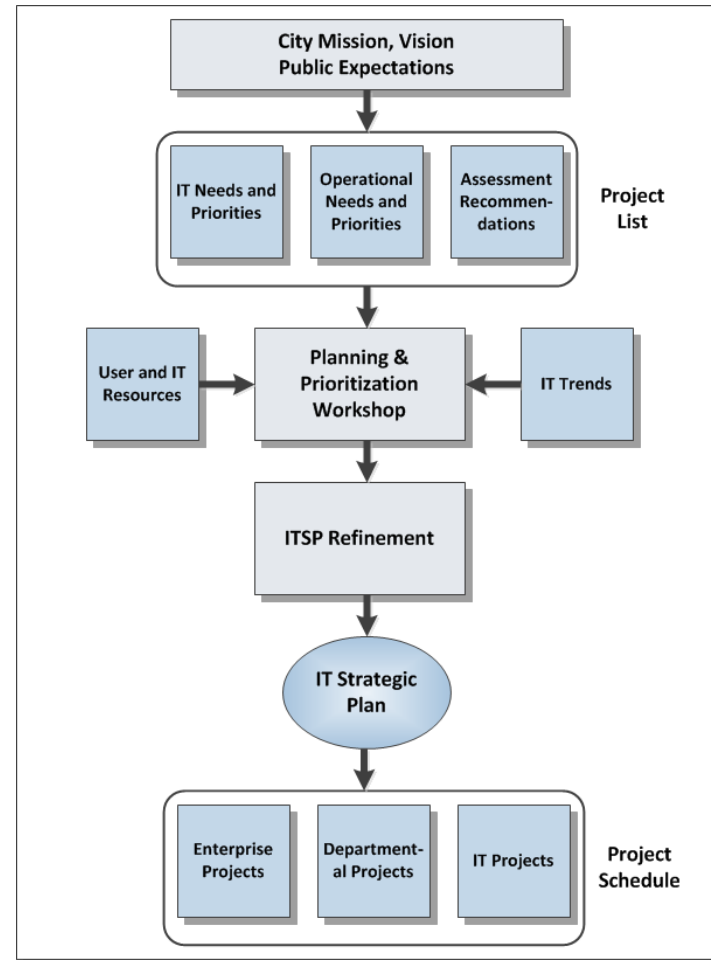 City Mission, Vision
Public Expectations
IT Needs and
Priorities
Operational
Needs and
Priorities
Assessment
Recommen-
dations
Project
List
User and IT
Resources
Planning &
Prioritization
Workshop
IT Trends
ITSP Refinement
IT Strategic
Plan
Enterprise
Projects
Department-
al Projects
IT Projects
Project
Schedule